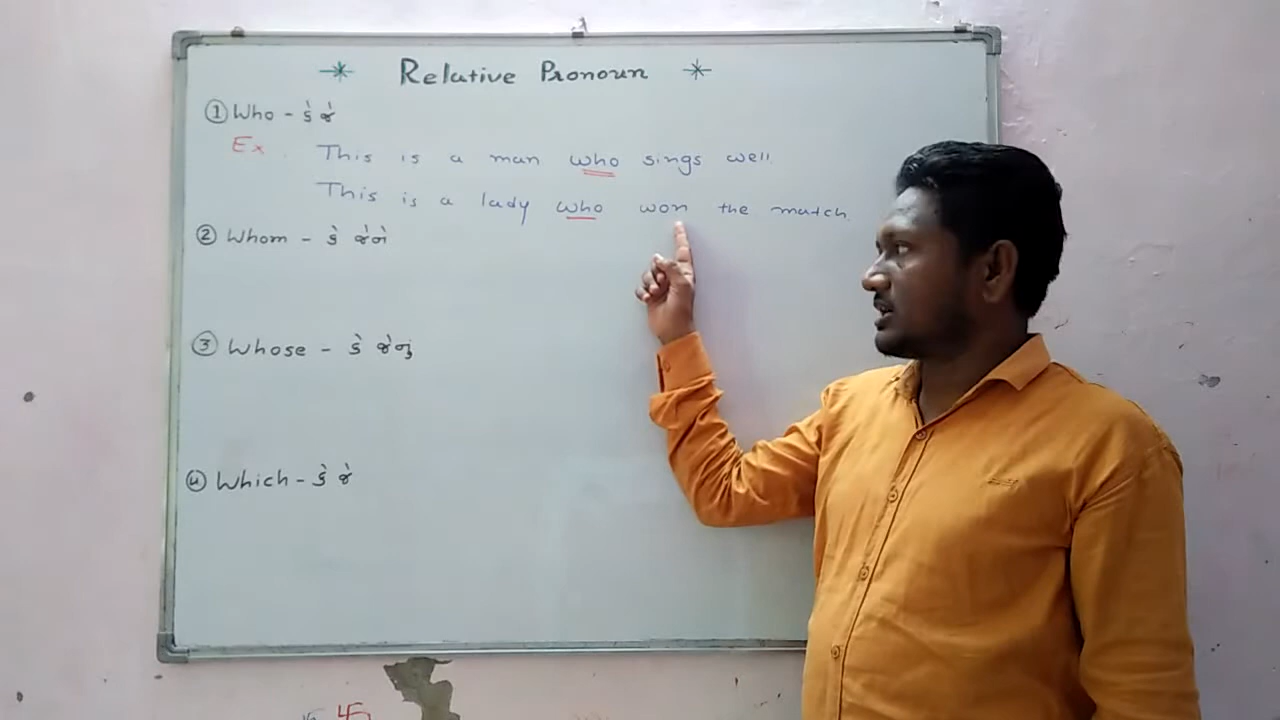 * Relative Pronoun *
① Who - કે જે
Ex. This is a man who sings well.
This is a lady who won the match.
② Whom - કે જેને
③ Whose - કે જેનું
④ Which - કે જે